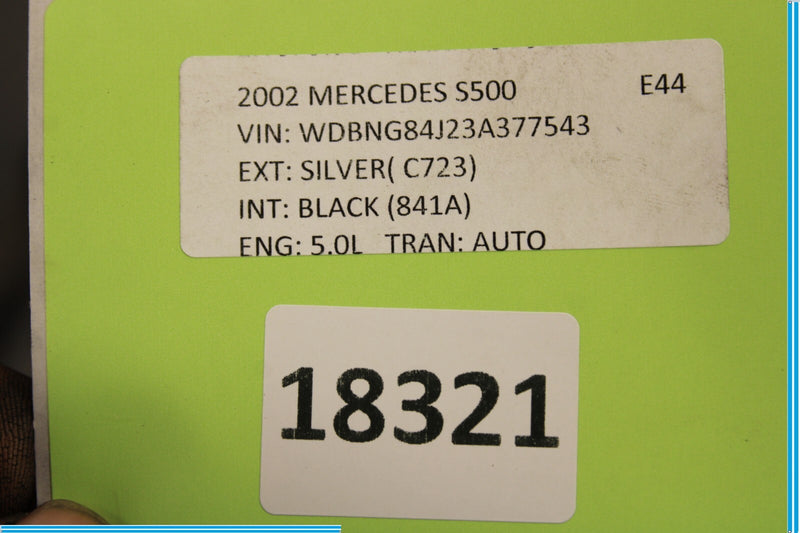 2002 MERCEDES S500 E44
VIN: WDBNG84J23A377543
EXT: SILVER( C723)
INT: BLACK (841A)
ENG: 5.0L TRAN: AUTO
18321